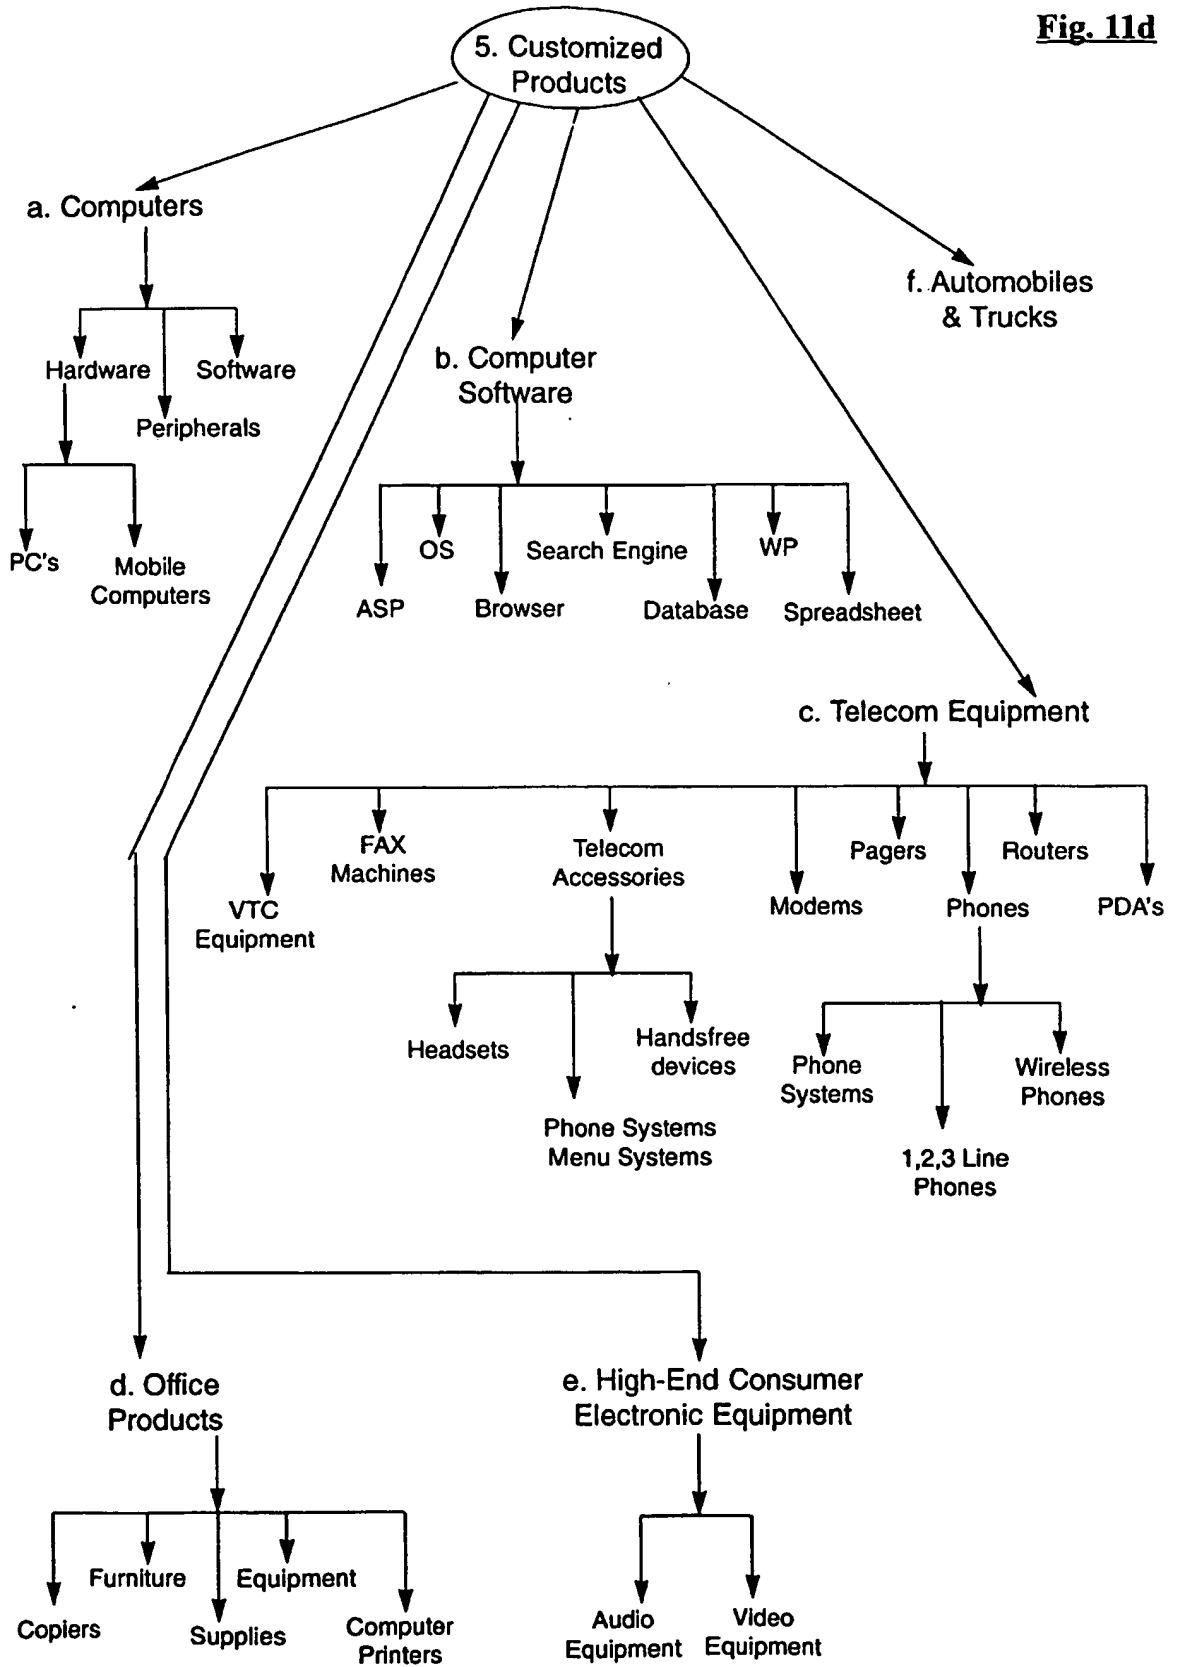 Fig. 11d
5. Customized
Products
a. Computers
Hardware
Software
Peripherals
PC's
Mobile
Computers
b. Computer
Software
OS
Search Engine
WP
ASP
Browser
Database
Spreadsheet
f. Automobiles
& Trucks
c. Telecom Equipment
FAX
Machines
Telecom
Accessories
Pagers
Routers
VTC
Equipment
Modems
Phones
PDA's
Headsets
Handsfree
devices
Phone Systems
Menu Systems
Phone
Systems
Wireless
Phones
1,2,3 Line
Phones
d. Office
Products
Furniture
Equipment
Copiers
Supplies
Computer
Printers
e. High-End Consumer
Electronic Equipment
Audio
Equipment
Video
Equipment